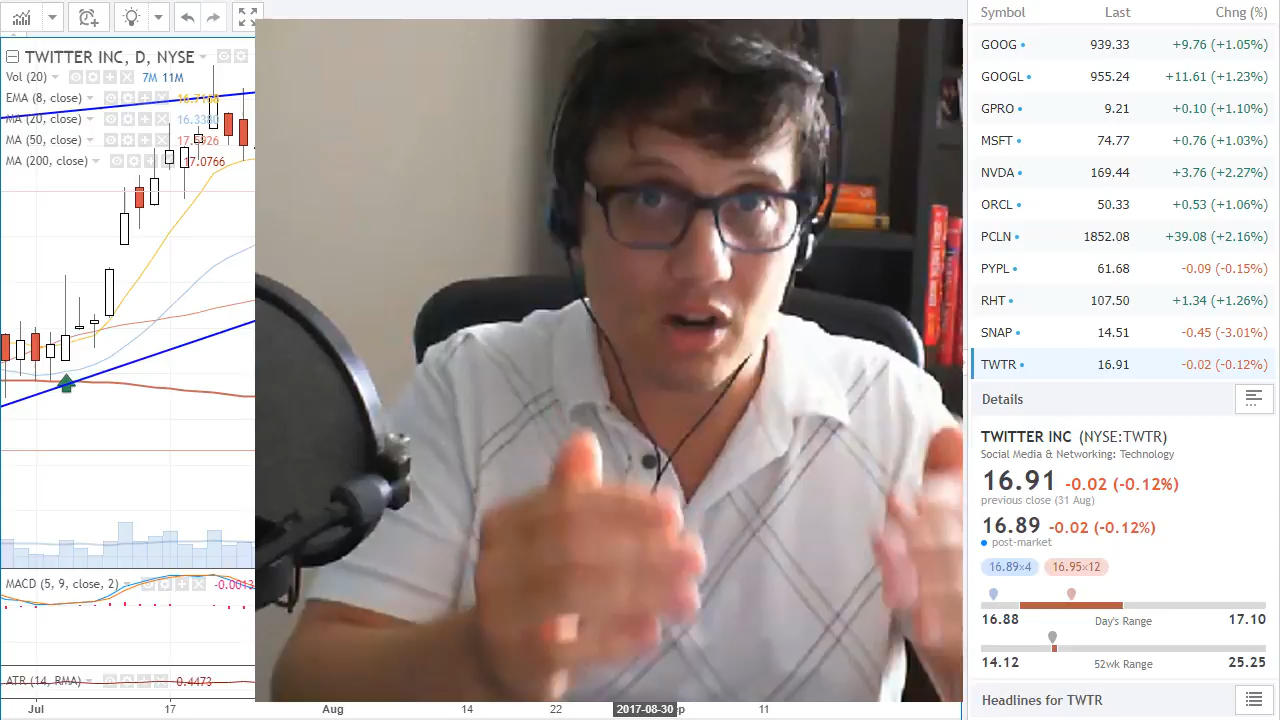 TWITTER INC, D, NYSE
Vol (20) 7M 11M
EMA (8, close)
MA (20, close)
MA (50, close)
MA (200, close) 17.0766
MACD (5, 9, close, 2) -0.0013
ATR (14, RMA) 0.4473
Jul 17 Aug 14 22 2017-08-30 11
Symbol Last Chng (%)
GOOG 939.33 +9.76 (+1.05%)
GOOGL 955.24 +11.61 (+1.23%)
GPRO 9.21 +0.10 (+1.10%)
MSFT 74.77 +0.76 (+1.03%)
NVDA 169.44 +3.76 (+2.27%)
ORCL 50.33 +0.53 (+1.06%)
PCLN 1852.08 +39.08 (+2.16%)
PYPL 61.68 -0.09 (-0.15%)
RHT 107.50 +1.34 (+1.26%)
SNAP 14.51 -0.45 (-3.01%)
TWTR 16.91 -0.02 (-0.12%)
Details
TWITTER INC (NYSE:TWTR)
Social Media & Networking: Technology
16.91 -0.02 (-0.12%)
previous close (31 Aug)
16.89 -0.02 (-0.12%)
post-market
16.89×4 16.95×12
16.88 Day's Range 17.10
14.12 52wk Range 25.25
Headlines for TWTR